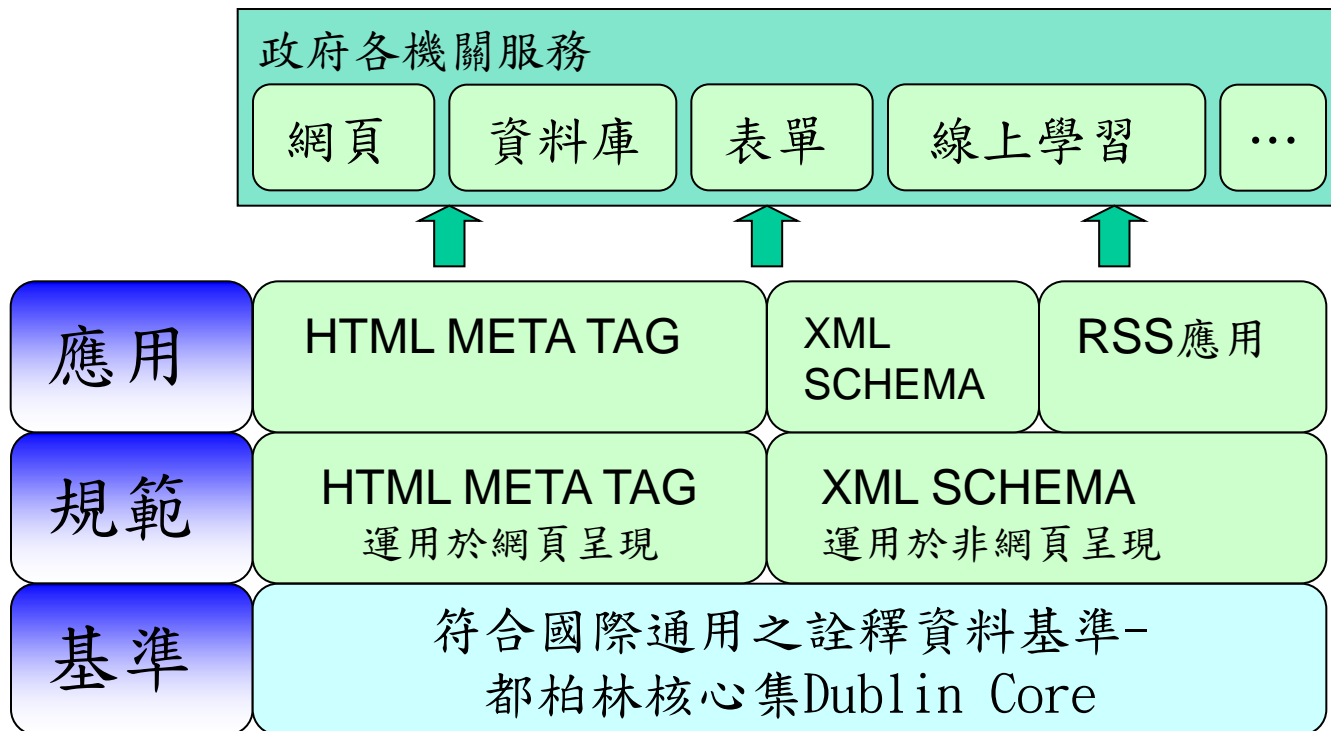 政府各機關服務
網頁 資料庫 表單 線上學習 …
應用
HTML META TAG
XML
SCHEMA
RSS應用
規範
HTML META TAG
運用於網頁呈現
XML SCHEMA
運用於非網頁呈現
基準
符合國際通用之詮釋資料基準-
都柏林核心集Dublin Core